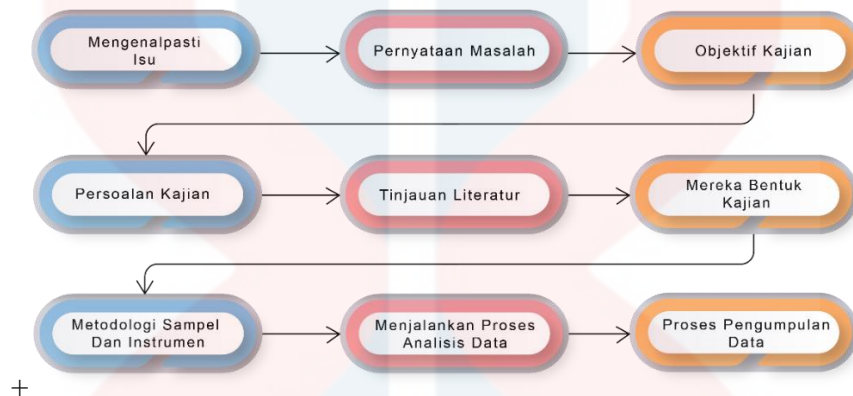 Mengenalpasti
Isu
Pernyataan Masalah
Objektif Kajian
Persoalan Kajian
Tinjauan Literatur
Mereka Bentuk
Kajian
Metodologi Sampel
Dan Instrumen
Menjalankan Proses
Analisis Data
Proses Pengumpulan
Data
+